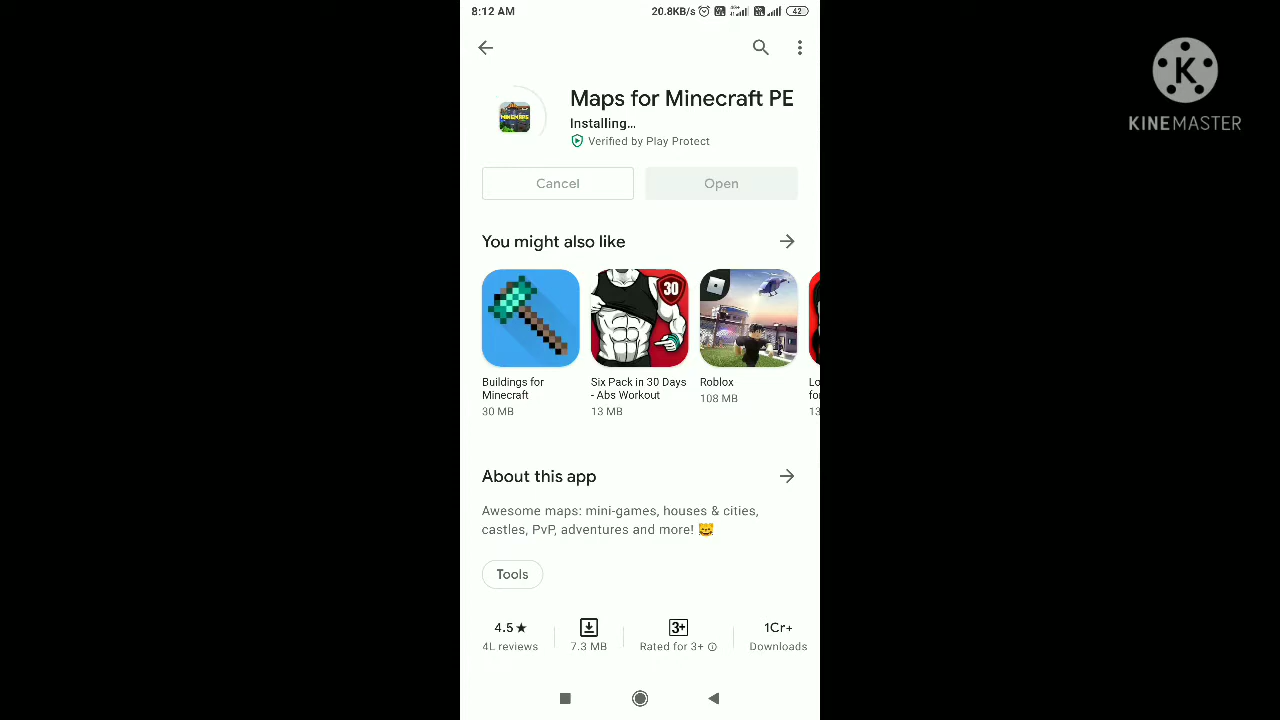 8:12 AM
20.8KB/s
42
KINEMASTER
Maps for Minecraft PE
Installing...
Verified by Play Protect
Cancel
Open
You might also like
30
Buildings for
Minecraft
30 MB
Six Pack in 30 Days
- Abs Workout
13 MB
Roblox
108 MB
Lo
fo
13
About this app
Awesome maps: mini-games, houses & cities,
castles, PvP, adventures and more!
Tools
4.5★
4L reviews
7.3 MB
3+
Rated for 3+
1Cr+
Downloads